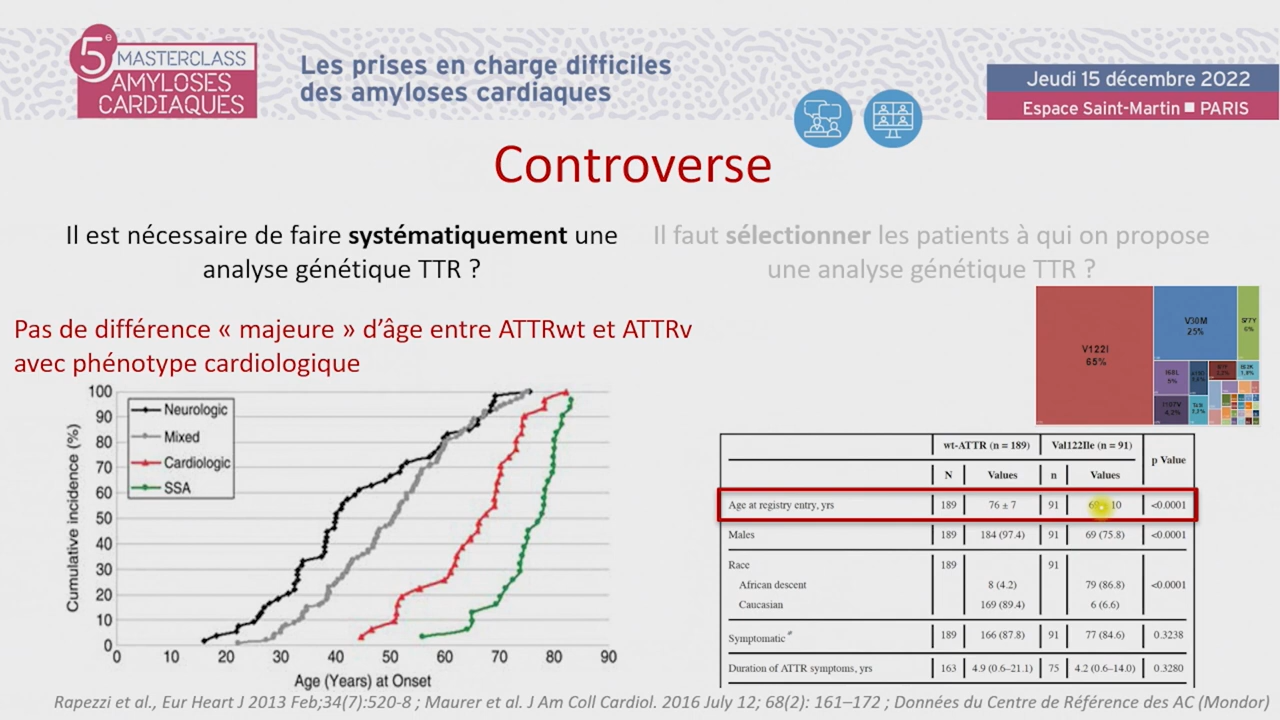 5e MASTERCLASS
AMYLOSES
CARDIAQUES
Les prises en charge difficiles
des amyloses cardiaques
Jeudi 15 décembre 2022
Espace Saint-Martin ■ PARIS
Controverse
Il est nécessaire de faire systématiquement une
analyse génétique TTR ?
Il faut sélectionner les patients à qui on propose
une analyse génétique TTR ?
Pas de différence « majeure » d’âge entre ATTRwt et ATTRv
avec phénotype cardiologique
V122I
65%
V30M
25%
S77Y
6%
I68L
5%
I107V
4,2%
Cumulative incidence (%)
100
90
80
70
60
50
40
30
20
10
0
Neurologic
Mixed
Cardiologic
SSA
0 10 20 30 40 50 60 70 80 90
Age (Years) at Onset
wt-ATTR (n = 189) Val122Ile (n = 91) p Value
N Values n Values
Age at registry entry, yrs 189 76 ± 7 91 10 <0.0001
Males 189 184 (97.4) 91 69 (75.8) <0.0001
Race 189 91
African descent 8 (4.2) 79 (86.8) <0.0001
Caucasian 169 (89.4) 6 (6.6)
Symptomatic# 189 166 (87.8) 91 77 (84.6) 0.3238
Duration of ATTR symptoms, yrs 163 4.9 (0.6–21.1) 75 4.2 (0.6–14.0) 0.3280
Rapezzi et al., Eur Heart J 2013 Feb;34(7):520-8 ; Maurer et al. J Am Coll Cardiol. 2016 July 12; 68(2): 161–172 ; Données du Centre de Référence des AC (Mondor)